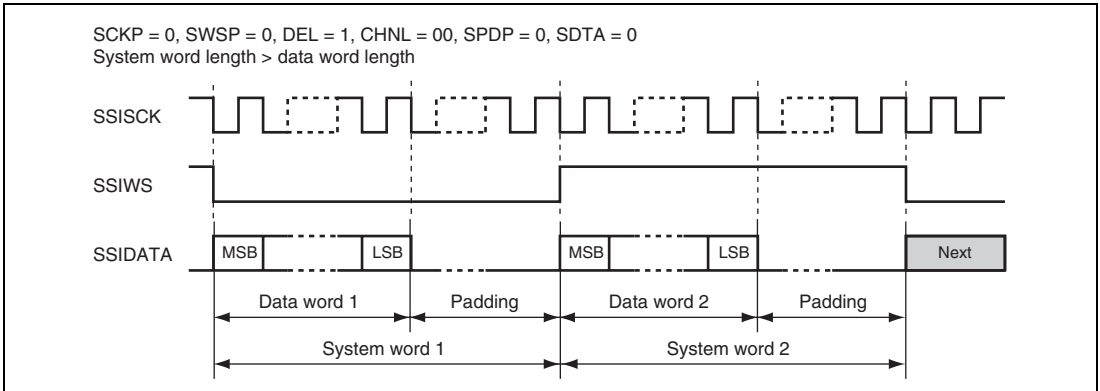 SCKP = 0, SWSP = 0, DEL = 1, CHNL = 00, SPDP = 0, SDTA = 0
System word length > data word length
SSISCK
SSIWS
SSIDATA MSB LSB MSB LSB Next
Data word 1 Padding Data word 2 Padding
System word 1 System word 2